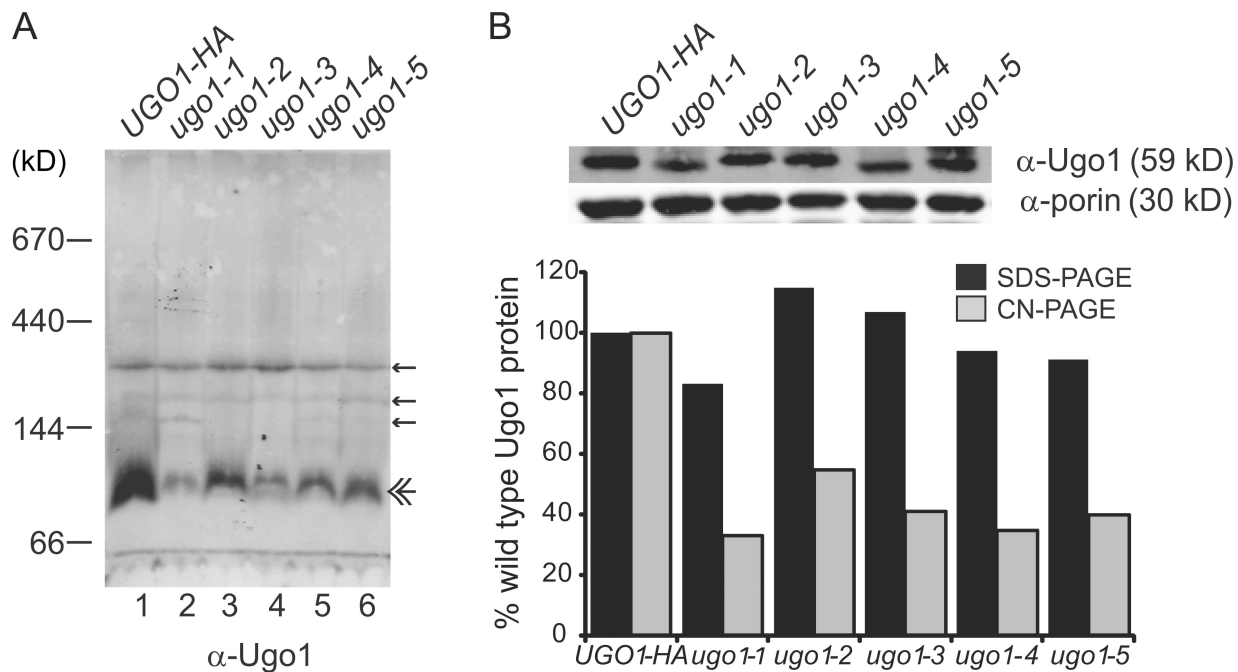 A
UGO1-HA
ugo1-1
ugo1-2
ugo1-3
ugo1-4
ugo1-5
(kD)
670
440
144
66
1 2 3 4 5 6
α-Ugo1
B
UGO1-HA
ugo1-1
ugo1-2
ugo1-3
ugo1-4
ugo1-5
α-Ugo1 (59 kD)
α-porin (30 kD)
% wild type Ugo1 protein
120
100
80
60
40
20
0
SDS-PAGE
CN-PAGE
UGO1-HA ugo1-1 ugo1-2 ugo1-3 ugo1-4 ugo1-5